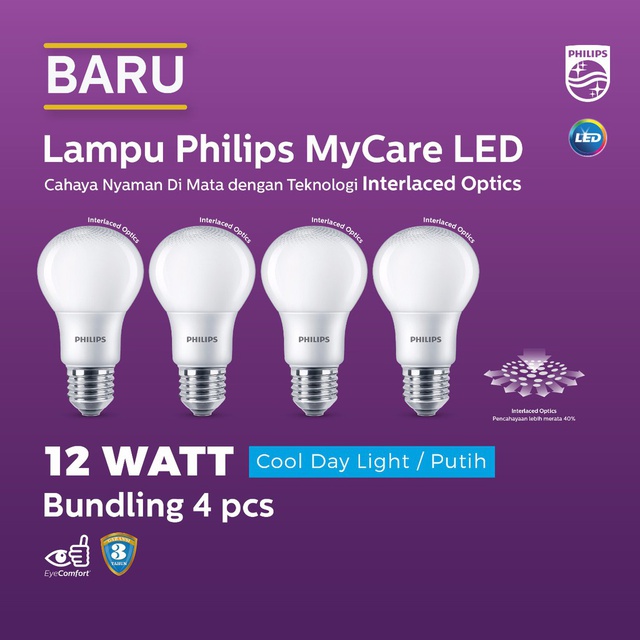 BARU
PHILIPS
LED
Lampu Philips MyCare LED
Cahaya Nyaman Di Mata dengan Teknologi Interlaced Optics
Interlaced Optics
Interlaced Optics
Interlaced Optics
Interlaced Optics
PHILIPS
PHILIPS
PHILIPS
PHILIPS
Interlaced Optics
Pencahayaan lebih merata 40%
12 WATT
Cool Day Light / Putih
Bundling 4 pcs
EyeComfort
3
TAHUN